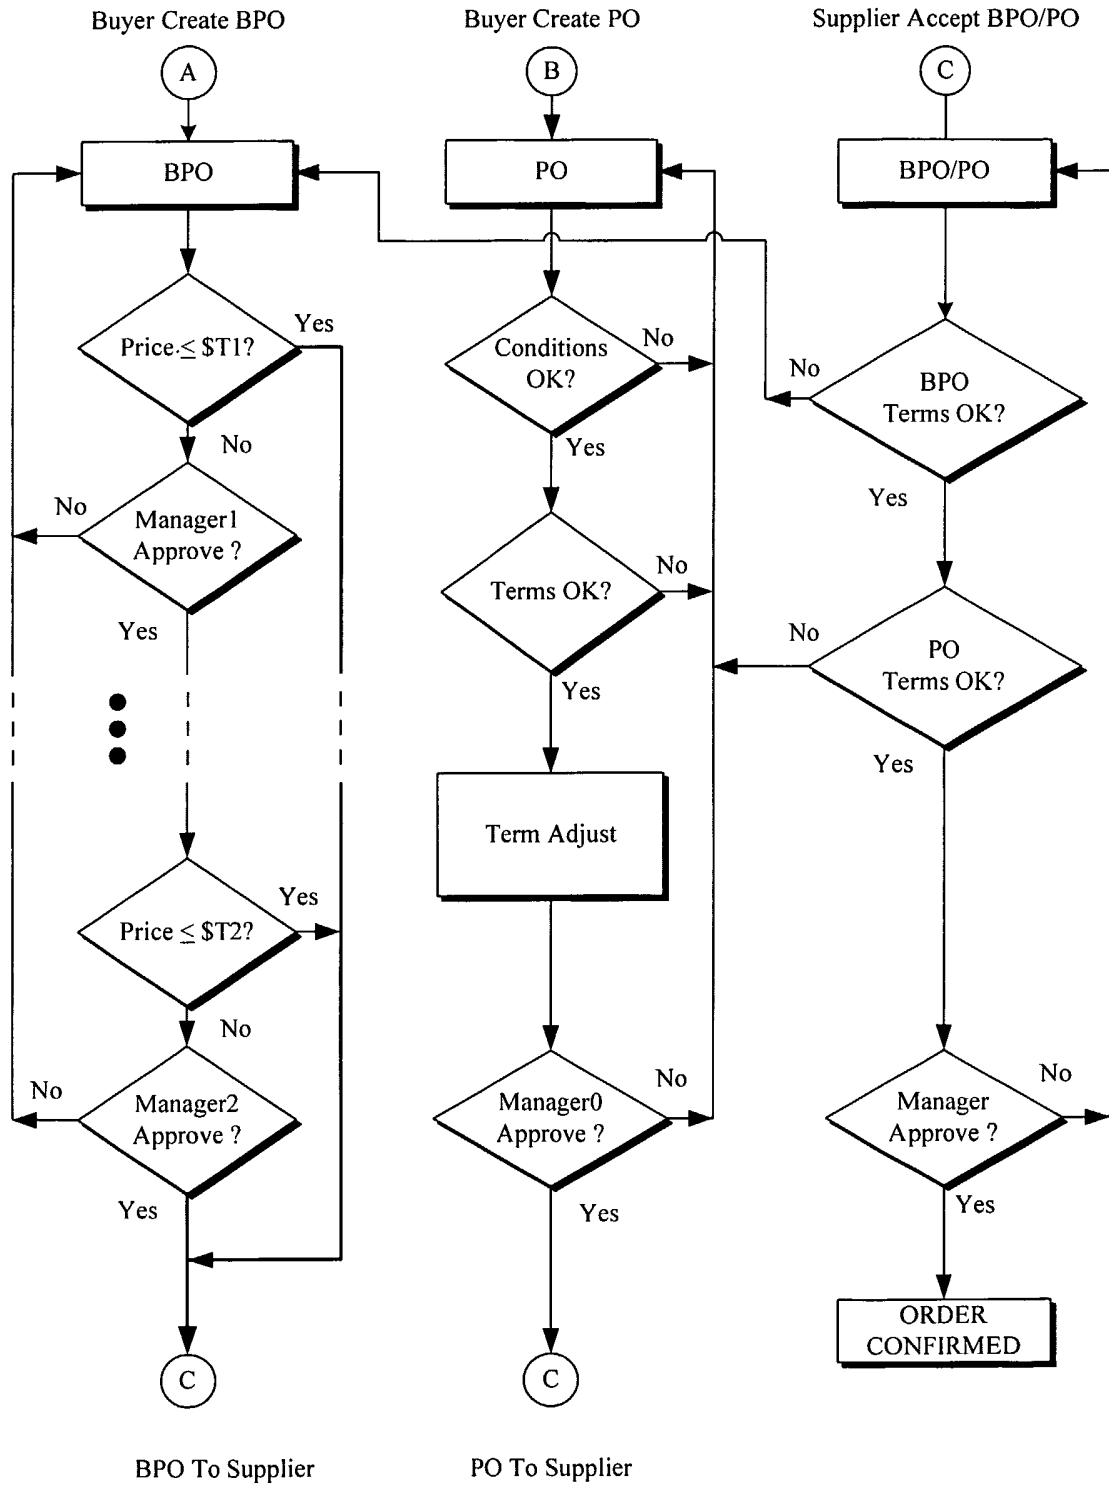 Buyer Create BPO
A
BPO
Price ≤ $T1?
Yes
No
Manager1
Approve ?
No
Yes
Price ≤ $T2?
Yes
No
Manager2
Approve ?
No
Yes
C
BPO To Supplier
Buyer Create PO
B
PO
Conditions
OK?
No
Yes
Terms OK?
No
Yes
Term Adjust
Manager0
Approve ?
No
Yes
C
PO To Supplier
Supplier Accept BPO/PO
C
BPO/PO
BPO
Terms OK?
No
Yes
PO
Terms OK?
No
Yes
Manager
Approve ?
No
Yes
ORDER
CONFIRMED